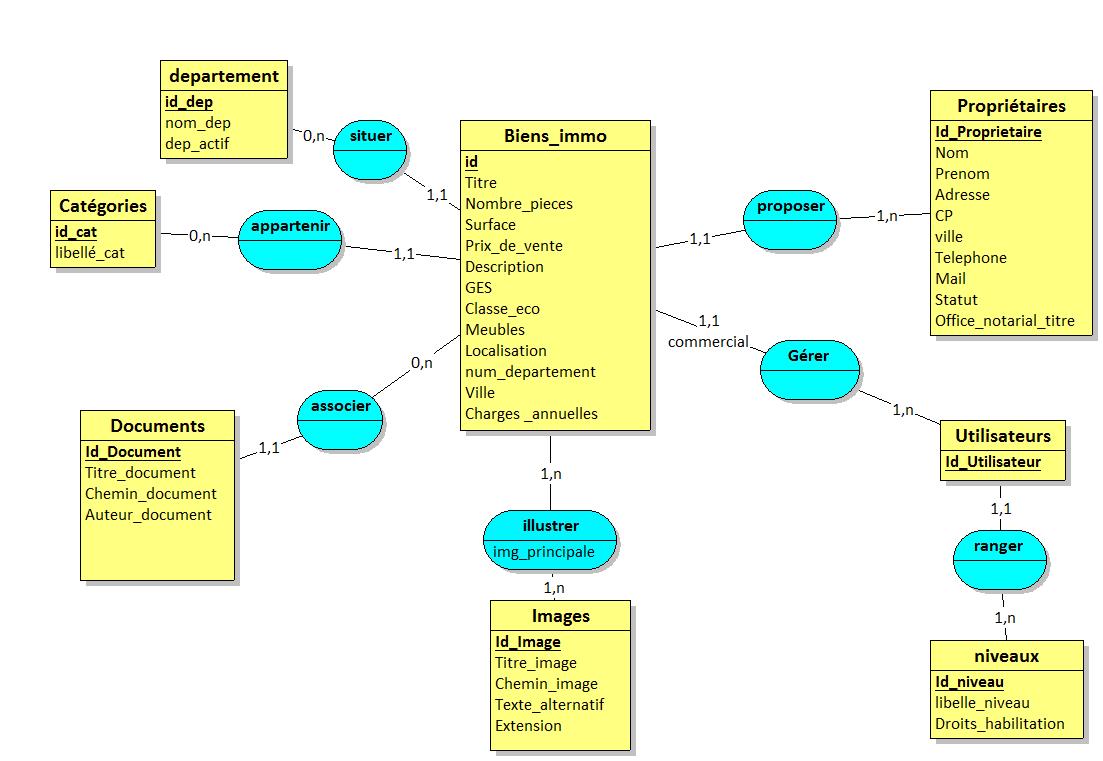 departement
id_dep
nom_dep
dep_actif
0,n
situer
1,1
Catégories
id_cat
libellé_cat
0,n
appartenir
1,1
Biens_immo
id
Titre
Nombre_pieces
Surface
Prix_de_vente
Description
GES
Classe_eco
Meubles
Localisation
num_departement
Ville
Charges _annuelles
1,1
proposer
1,n
Propriétaires
Id_Proprietaire
Nom
Prenom
Adresse
CP
ville
Telephone
Mail
Statut
Office_notarial_titre
1,1
commercial
Gérer
1,n
Utilisateurs
Id_Utilisateur
1,1
ranger
1,n
niveaux
Id_niveau
libelle_niveau
Droits_habilitation
0,n
associer
1,1
Documents
Id_Document
Titre_document
Chemin_document
Auteur_document
1,n
illustrer
img_principale
1,n
Images
Id_Image
Titre_image
Chemin_image
Texte_alternatif
Extension